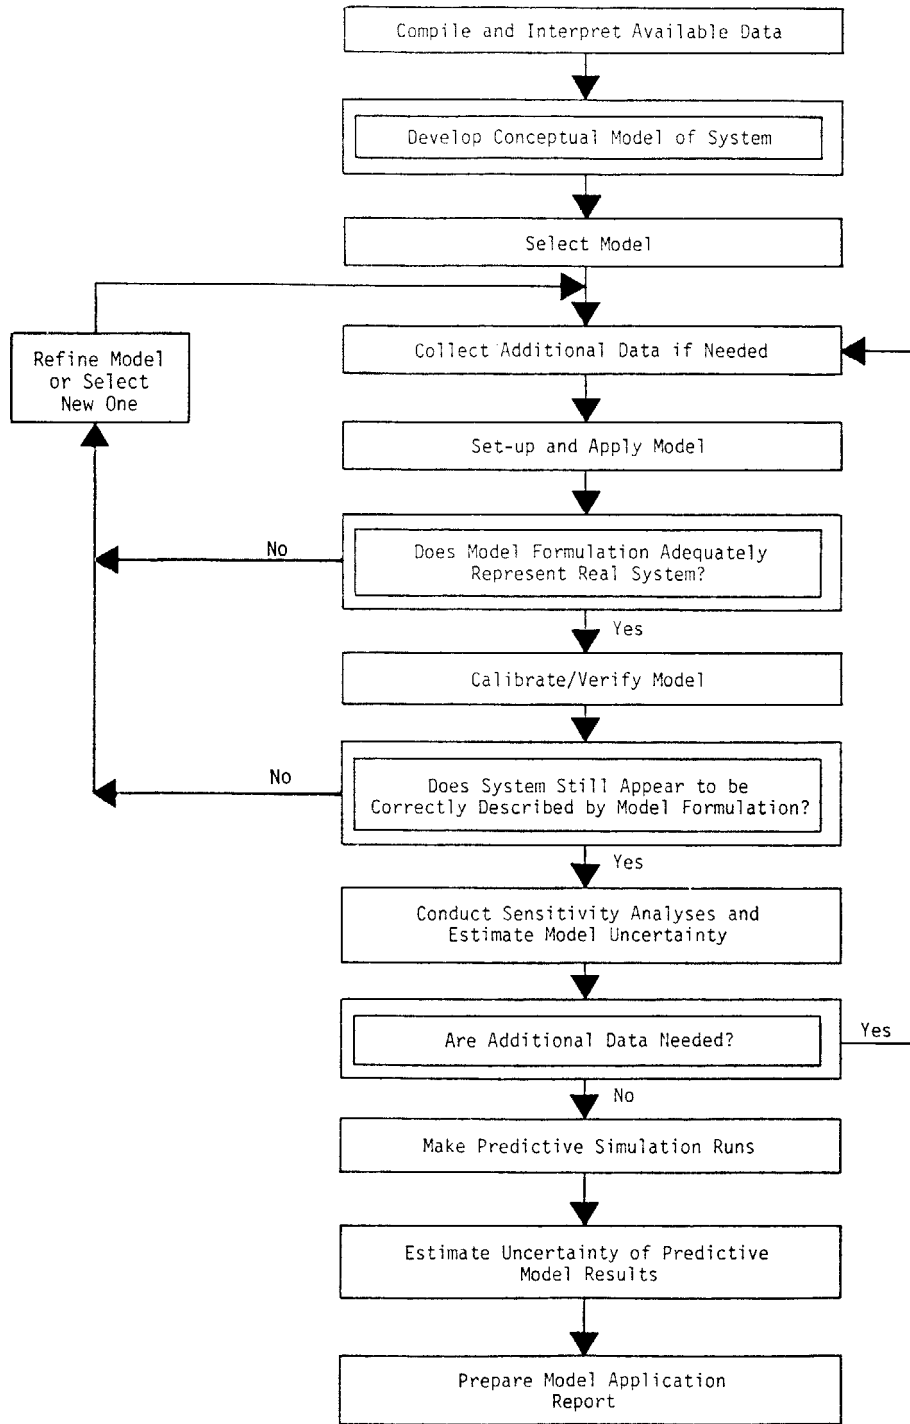 Compile and Interpret Available Data
Develop Conceptual Model of System
Select Model
Refine Model
or Select
New One
Collect Additional Data if Needed
Set-up and Apply Model
No
Does Model Formulation Adequately
Represent Real System?
Yes
Calibrate/Verify Model
No
Does System Still Appear to be
Correctly Described by Model Formulation?
Yes
Conduct Sensitivity Analyses and
Estimate Model Uncertainty
Are Additional Data Needed?
Yes
No
Make Predictive Simulation Runs
Estimate Uncertainty of Predictive
Model Results
Prepare Model Application
Report